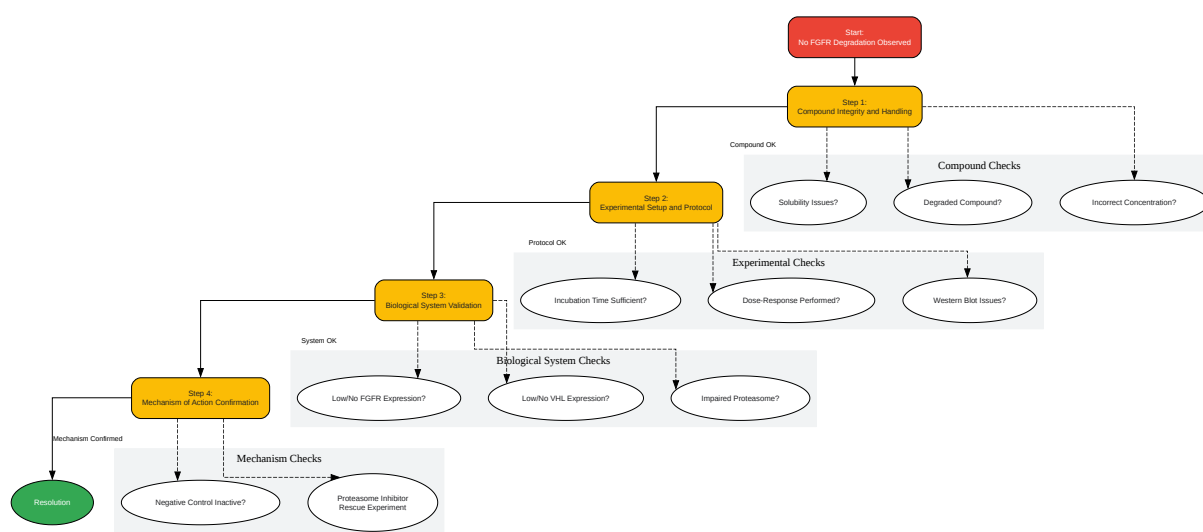 Start:
No FGFR Degradation Observed
Step 1:
Compound Integrity and Handling
Compound OK
Compound Checks
Solubility Issues?
Degraded Compound?
Incorrect Concentration?
Step 2:
Experimental Setup and Protocol
Protocol OK
Experimental Checks
Incubation Time Sufficient?
Dose-Response Performed?
Western Blot Issues?
Step 3:
Biological System Validation
System OK
Biological System Checks
Low/No FGFR Expression?
Low/No VHL Expression?
Impaired Proteasome?
Step 4:
Mechanism of Action Confirmation
Mechanism Confirmed
Mechanism Checks
Resolution
Negative Control Inactive?
Proteasome Inhibitor
Rescue Experiment